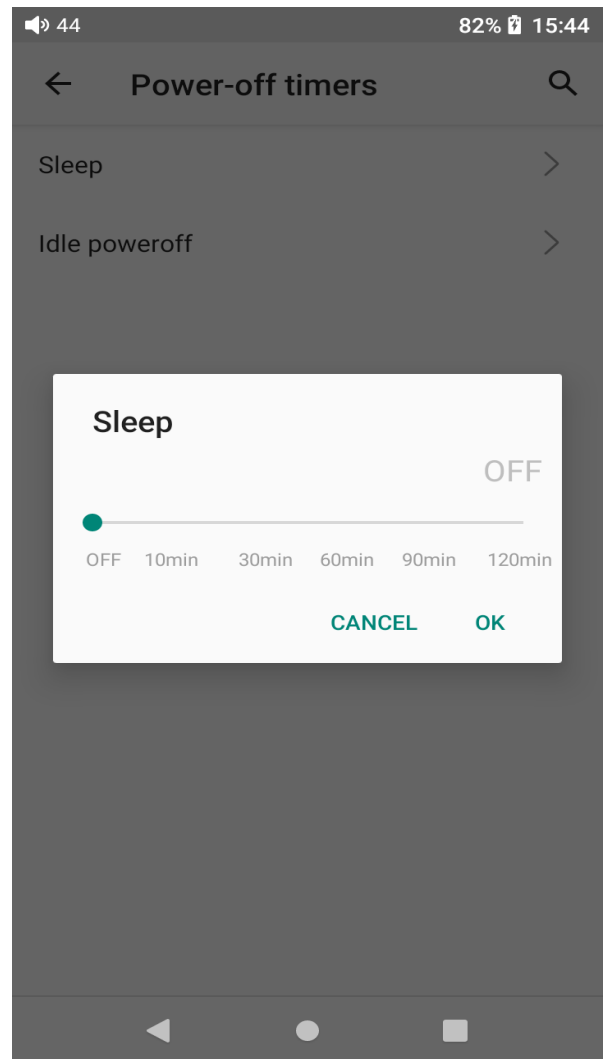 44 82% 15:44
Power-off timers
Sleep
Idle poweroff
Sleep
OFF
OFF 10min 30min 60min 90min 120min
CANCEL OK